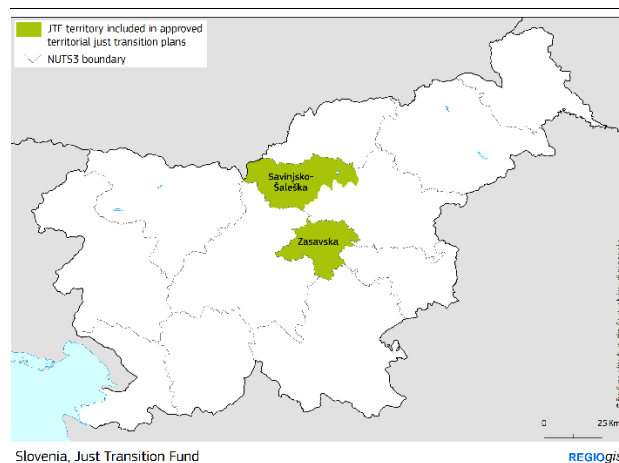 JTF territory included in approved
territorial just transition plans
NUTS3 boundary
Savinjsko-
Šaleška
Zasavska
0 25 Km
Slovenia, Just Transition Fund
REGIOgis